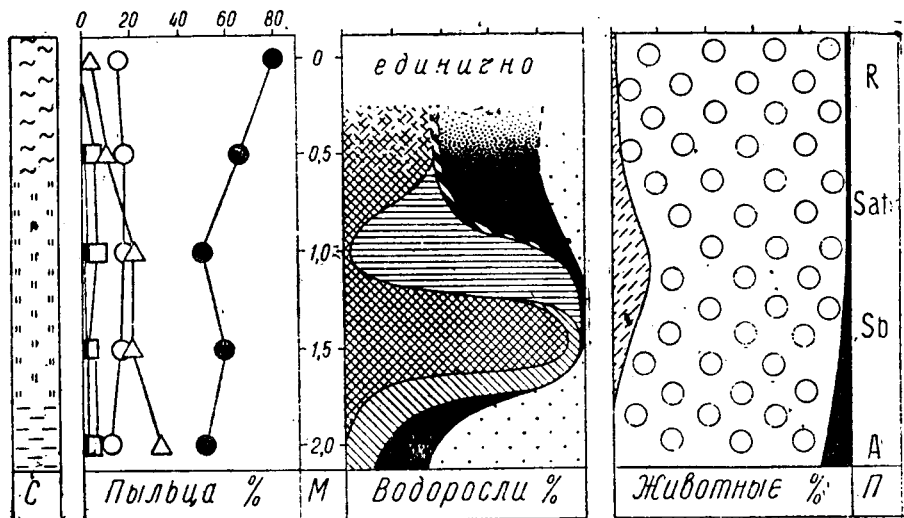 0 20 40 60 80
единично
0
0,5
1,0
1,5
2,0
R
Sat
Sb
A
С Пыльца % М Водоросли % Животные % П